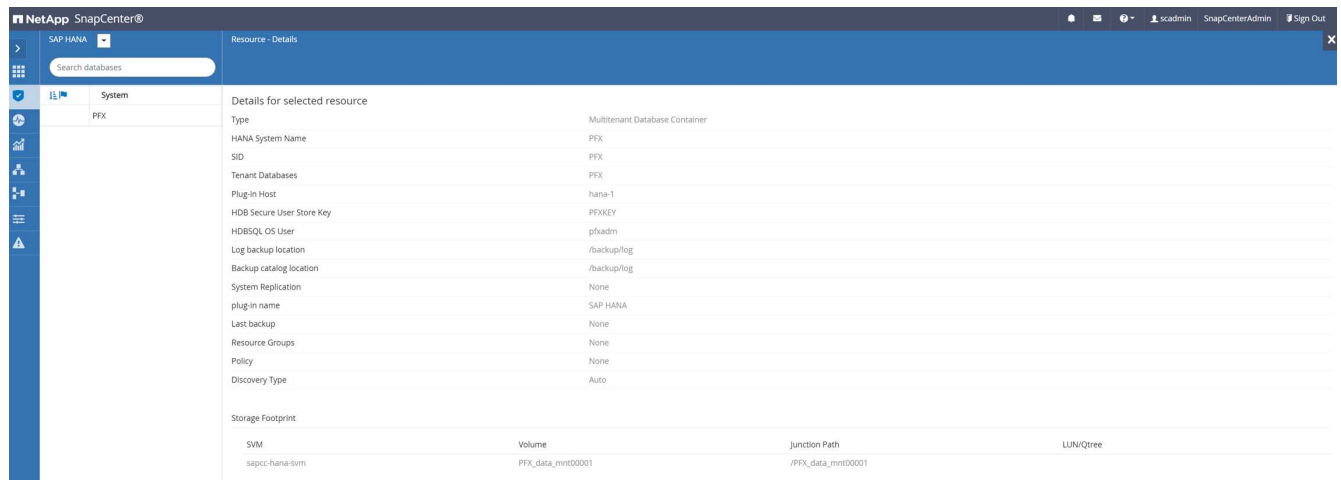 NetApp SnapCenter®
scadmin SnapCenterAdmin Sign Out
SAP HANA
Resource - Details
Search databases
System
PFX
Details for selected resource
Type Multitenant Database Container
HANA System Name PFX
SID PFX
Tenant Databases PFX
Plug-in Host hana-1
HDB Secure User Store Key PFXKEY
HDBSQL OS User pfxadm
Log backup location /backup/log
Backup catalog location /backup/log
System Replication None
plug-in name SAP HANA
Last backup None
Resource Groups None
Policy None
Discovery Type Auto
Storage Footprint
SVM Volume Junction Path LUN/Qtree
sapcc-hana-svm PFX_data_mnt00001 /PFX_data_mnt00001